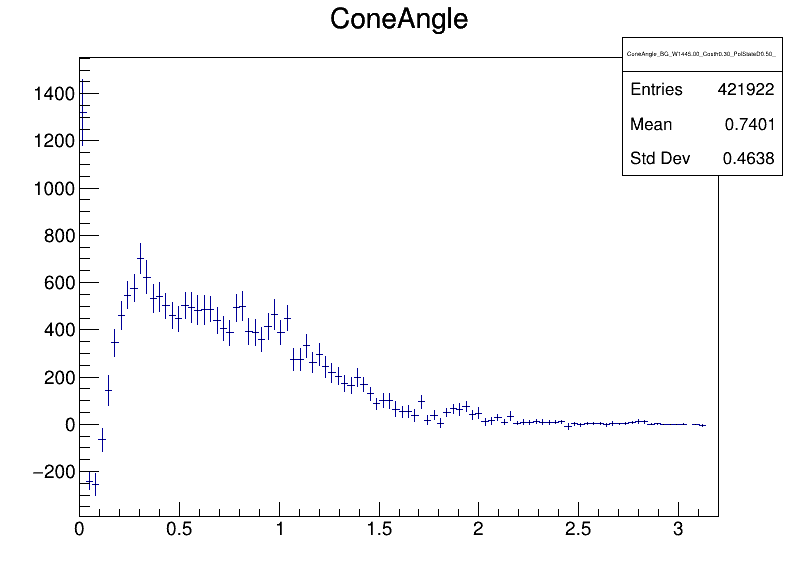 ConeAngle
ConeAngle_BG_W1445.00_Costh0.30_PolStateD0.50_
Entries 421922
Mean 0.7401
Std Dev 0.4638
1400
1200
1000
800
600
400
200
0
−200
0 0.5 1 1.5 2 2.5 3